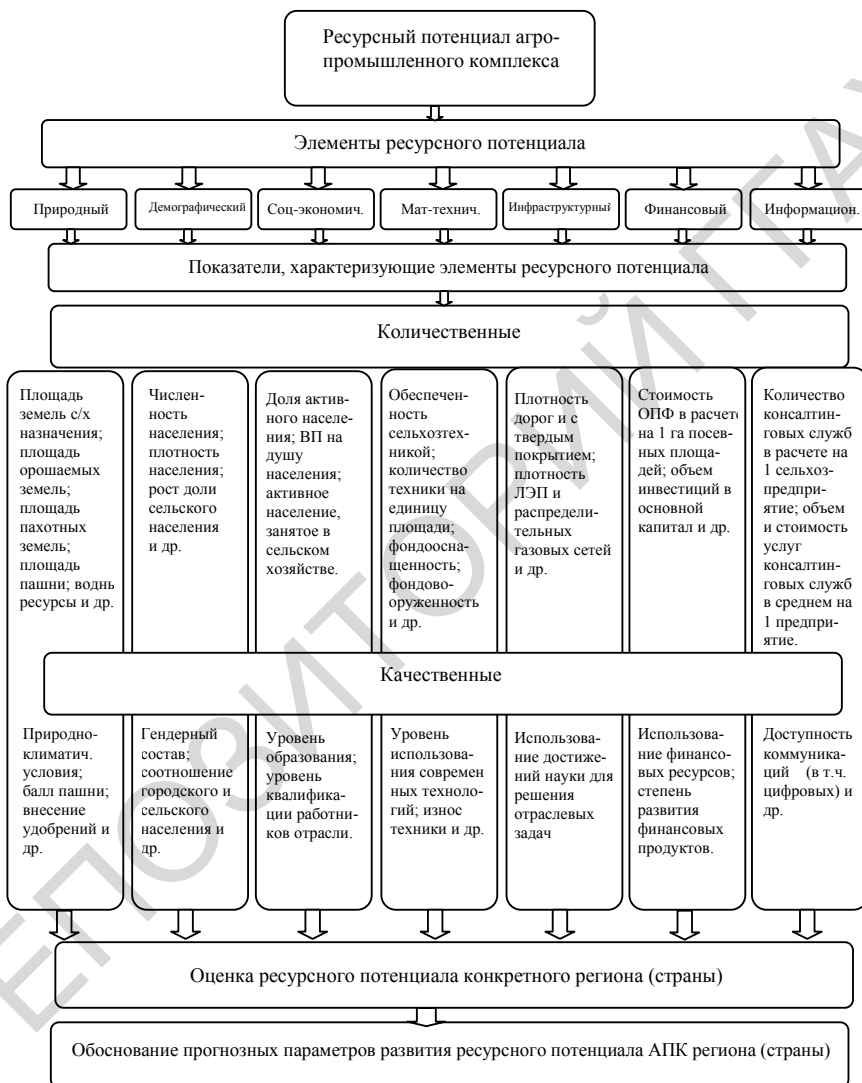 Ресурсный потенциал агро-
промышленного комплекса
Элементы ресурсного потенциала
Природный
Демографический
Соц-экономич.
Мат-технич.
Инфраструктурный
Финансовый
Информацион.
Показатели, характеризующие элементы ресурсного потенциала
Количественные
Площадь
земель с/х
назначения;
площадь
орошаемых
земель;
площадь
пахотных
земель;
площадь
пашни; водны
ресурсы и др.
Числен-
ность
населения;
плотность
населения;
рост доли
сельского
населения
и др.
Доля актив-
ного населе-
ния; ВП на
душу
населения;
активное
население,
занятое в
сельском
хозяйстве.
Обеспечен-
ность
сельхозтех-
никой;
количество
техники на
единицу
площади;
фондоосна-
щенность;
фондово-
оруженность
и др.
Плотность
дорог и с
твердым
покрытием;
плотность
ЛЭП и
распредели-
тельных
газовых сетей
и др.
Стоимость
ОПФ в расчете
на 1 га посев-
ных площа-
дей; объем
инвестиций в
основной
капитал и др.
Количество
консалтин-
говых служб
в расчете на
1 сельхоз-
предпри-
ятие; объем
и стоимость
услуг
консалтин-
говых служб
в среднем на
1 предпри-
ятие.
Качественные
Природно-
климатич.
условия;
балл пашни;
внесение
удобрений и
др.
Гендерный
состав;
соотношение
городского и
сельского
населения и
др.
Уровень
образования;
уровень
квалифика-
ции работ-
ников отрасли.
Уровень
использова-
ния современ
ных техноло-
гий; износ
техники и др.
Использова-
ние достиже-
ний науки для
решения
отраслевых
задач
Использова-
ние финансо-
вых ресурсов;
степень
развития
финансовых
продуктов.
Доступность
коммуника-
ций (в т.ч.
цифровых) и
др.
Оценка ресурсного потенциала конкретного региона (страны)
Обоснование прогнозных параметров развития ресурсного потенциала АПК региона (страны)
ЕПОЗИТОРИЙ ГГАУ